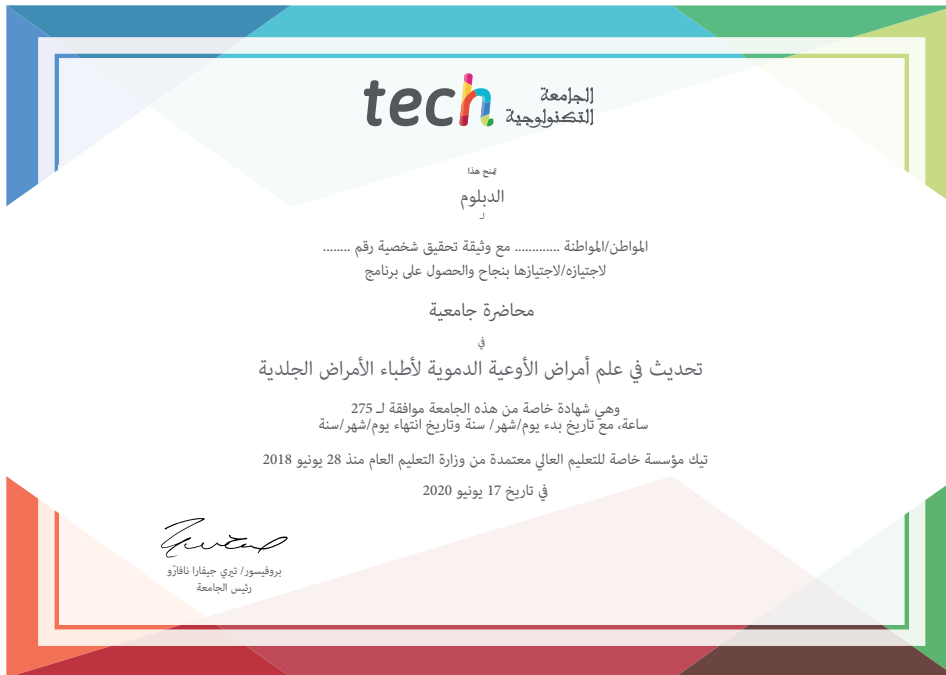 tech الجامعة
التكنولوجية
يمنح هذا
الدبلوم
لـ
المواطن/المواطنة ............. مع وثيقة تحقيق شخصية رقم ........
لاجتيازه/لاجتيازها بنجاح والحصول على برنامج
محاضرة جامعية
في
تحديث في علم أمراض الأوعية الدموية لأطباء الأمراض الجلدية
وهي شهادة خاصة من هذه الجامعة موافقة لـ 275
ساعة، مع تاريخ بدء يوم/شهر/ سنة وتاريخ انتهاء يوم/شهر/سنة
تيك مؤسسة خاصة للتعليم العالي معتمدة من وزارة التعليم العام منذ 28 يونيو 2018
في تاريخ 17 يونيو 2020
بروفيسور/ تيري جيفارا نافارّو
رئيس الجامعة